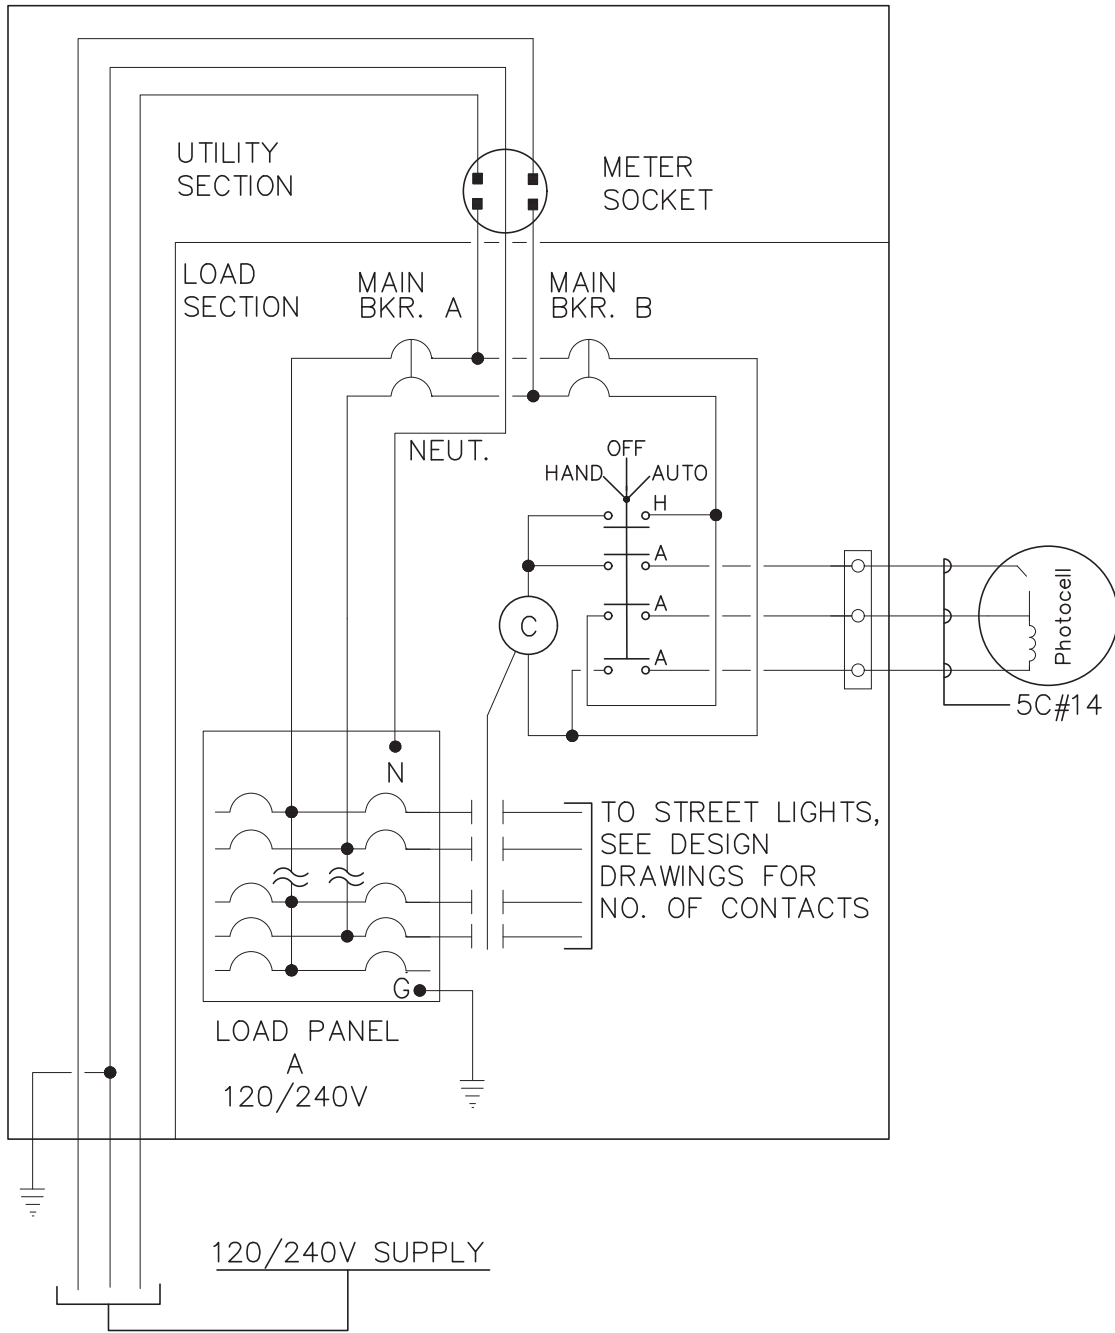 UTILITY
SECTION
METER
SOCKET
LOAD
SECTION
MAIN
BKR. A
MAIN
BKR. B
NEUT.
OFF
HAND
AUTO
H
A
A
A
C
Photocell
5C#14
N
TO STREET LIGHTS,
SEE DESIGN
DRAWINGS FOR
NO. OF CONTACTS
G
LOAD PANEL
A
120/240V
120/240V SUPPLY